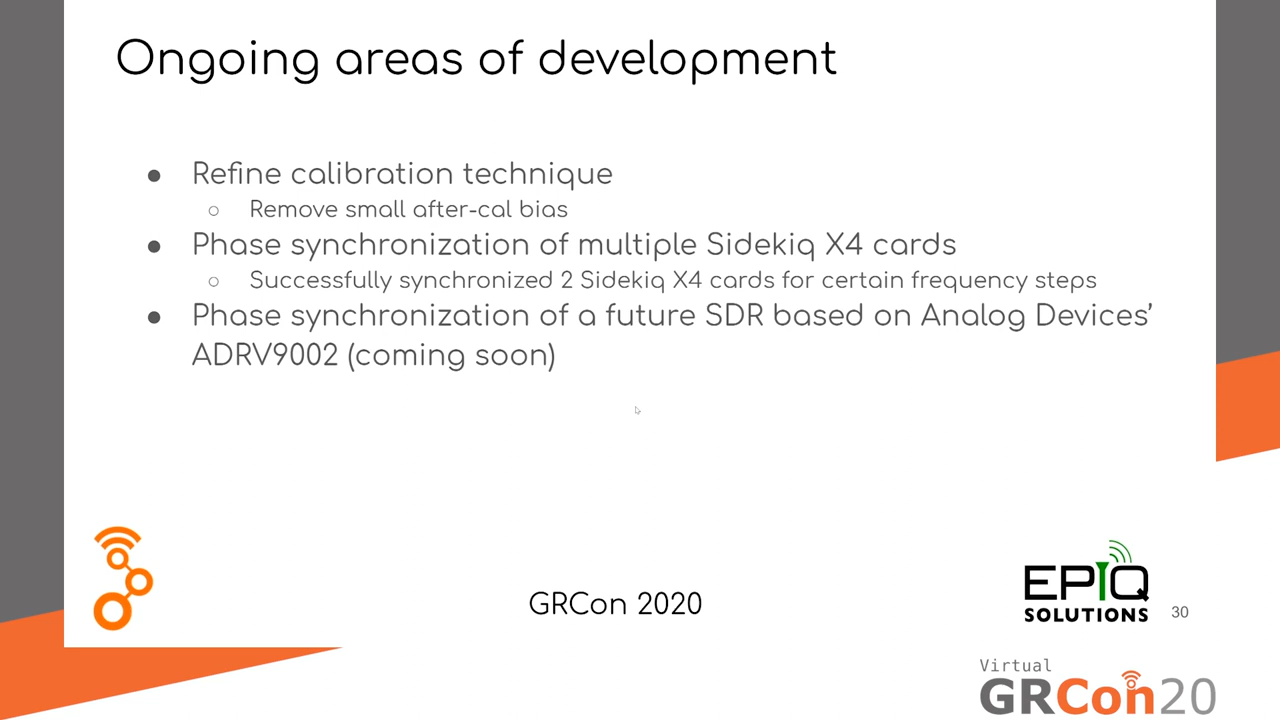 Ongoing areas of development
● Refine calibration technique
○ Remove small after-cal bias
● Phase synchronization of multiple Sidekiq X4 cards
○ Successfully synchronized 2 Sidekiq X4 cards for certain frequency steps
● Phase synchronization of a future SDR based on Analog Devices’
ADRV9002 (coming soon)
GRCon 2020
EPIQ
SOLUTIONS
30
Virtual
GRCon20